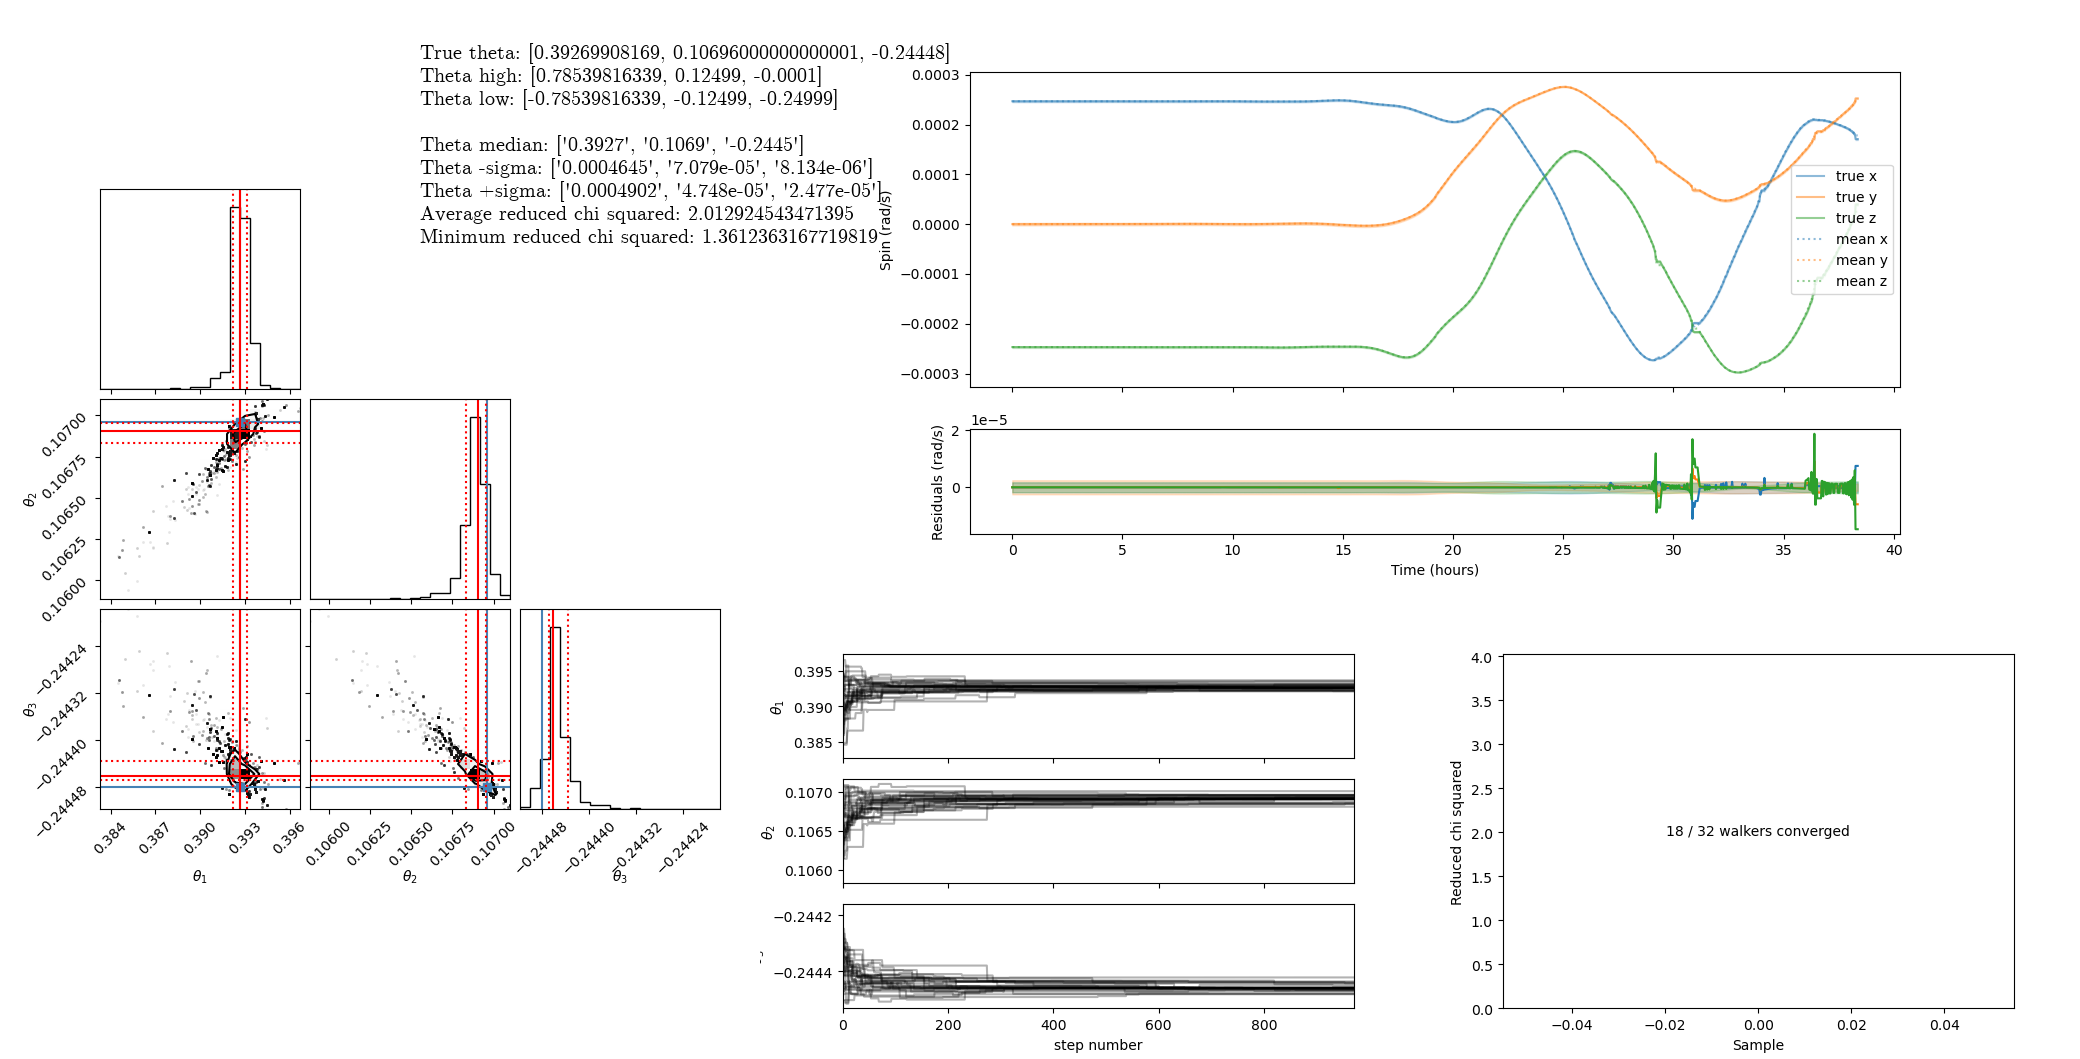 True theta: [0.39269908169, 0.10696000000000001, -0.24448]
Theta high: [0.78539816339, 0.12499, -0.0001]
Theta low: [-0.78539816339, -0.12499, -0.24999]
Theta median: ['0.3927', '0.1069', '-0.2445']
Theta -sigma: ['0.0004645', '7.079e-05', '8.134e-06']
Theta +sigma: ['0.0004902', '4.748e-05', '2.477e-05']
Average reduced chi squared: 2.012924543471395
Minimum reduced chi squared: 1.3612363167719819
0.0003
0.0002
0.0001
0.0000
−0.0001
−0.0002
−0.0003
Spin (rad/s)
true x
true y
true z
mean x
mean y
mean z
1e−5
2
0
Residuals (rad/s)
0 5 10 15 20 25 30 35 40
Time (hours)
0.10700
0.10675
0.10650
0.10625
0.10600
θ2
−0.24424
−0.24432
−0.24440
−0.24448
θ3
0.384 0.387 0.390 0.393 0.396
θ1
0.10600 0.10625 0.10650 0.10675 0.10700
θ2
−0.24448 −0.24440 −0.24432 −0.24424
θ3
0.395
0.390
0.385
θ1
0.1070
0.1065
0.1060
θ2
−0.2442
−0.2444
0 200 400 600 800
step number
4.0
3.5
3.0
2.5
2.0
1.5
1.0
0.5
0.0
Reduced chi squared
18 / 32 walkers converged
−0.04 −0.02 0.00 0.02 0.04
Sample